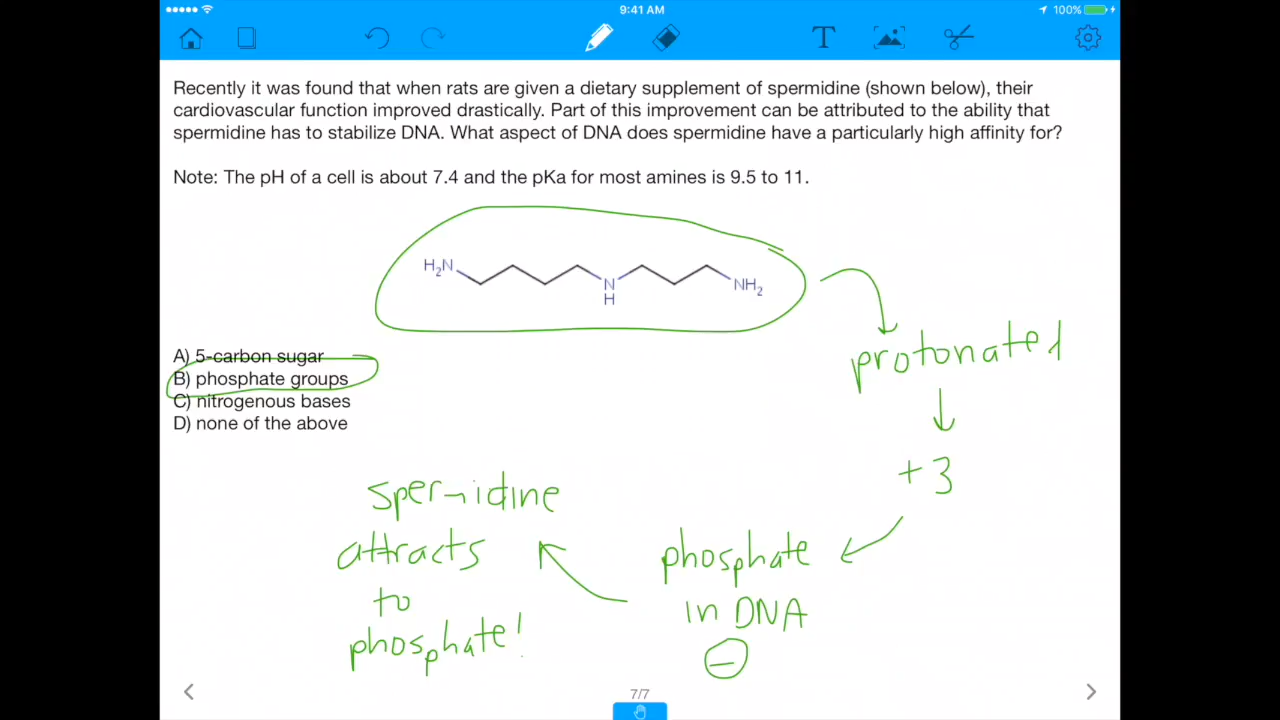 9:41 AM
100%
T
Recently it was found that when rats are given a dietary supplement of spermidine (shown below), their
cardiovascular function improved drastically. Part of this improvement can be attributed to the ability that
spermidine has to stabilize DNA. What aspect of DNA does spermidine have a particularly high affinity for?
Note: The pH of a cell is about 7.4 and the pKa for most amines is 9.5 to 11.
H₂N
N
H
NH₂
A) 5-carbon sugar
B) phosphate groups
C) nitrogenous bases
D) none of the above
protonated
+3
phosphate
in DNA
−
spermidine
attracts
to
phosphate!
7/7